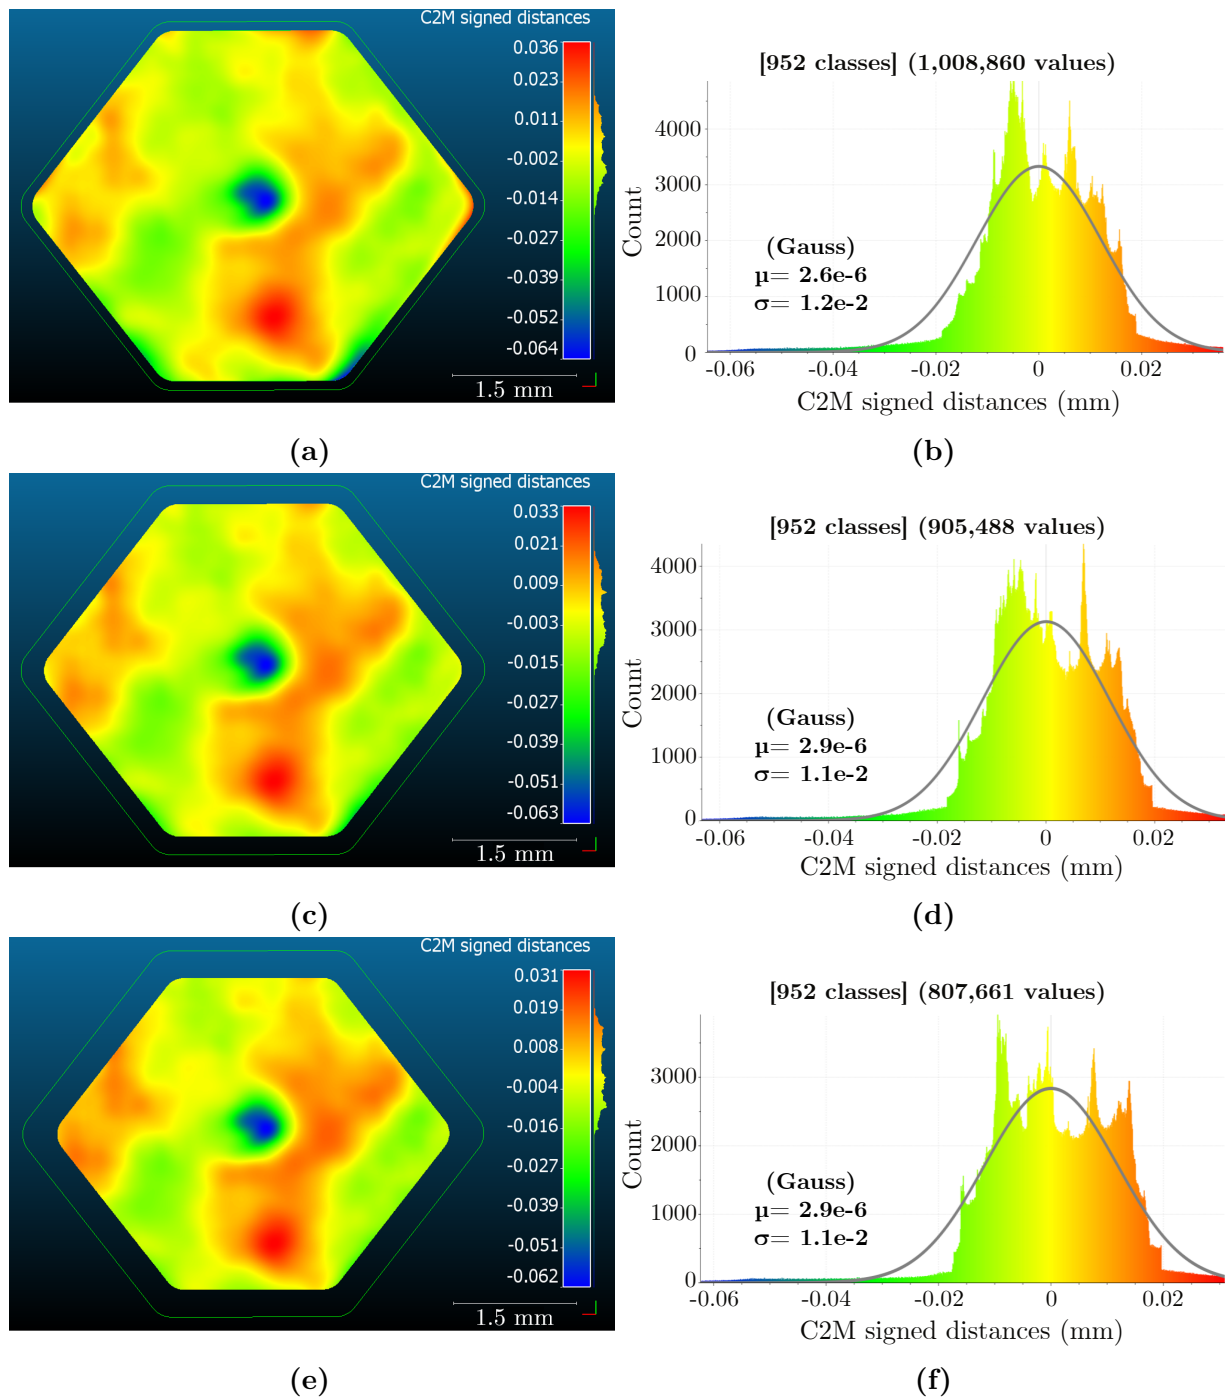 C2M signed distances
0.036
0.023
0.011
-0.002
-0.014
-0.027
-0.039
-0.052
-0.064
1.5 mm
(a)
[952 classes] (1,008,860 values)
Count
4000
3000
2000
1000
0
(Gauss)
μ= 2.6e-6
σ= 1.2e-2
-0.06 -0.04 -0.02 0 0.02
C2M signed distances (mm)
(b)
C2M signed distances
0.033
0.021
0.009
-0.003
-0.015
-0.027
-0.039
-0.051
-0.063
1.5 mm
(c)
[952 classes] (905,488 values)
Count
4000
3000
2000
1000
0
(Gauss)
μ= 2.9e-6
σ= 1.1e-2
-0.06 -0.04 -0.02 0 0.02
C2M signed distances (mm)
(d)
C2M signed distances
0.031
0.019
0.008
-0.004
-0.016
-0.027
-0.039
-0.051
-0.062
1.5 mm
(e)
[952 classes] (807,661 values)
Count
3000
2000
1000
0
(Gauss)
μ= 2.9e-6
σ= 1.1e-2
-0.06 -0.04 -0.02 0 0.02
C2M signed distances (mm)
(f)